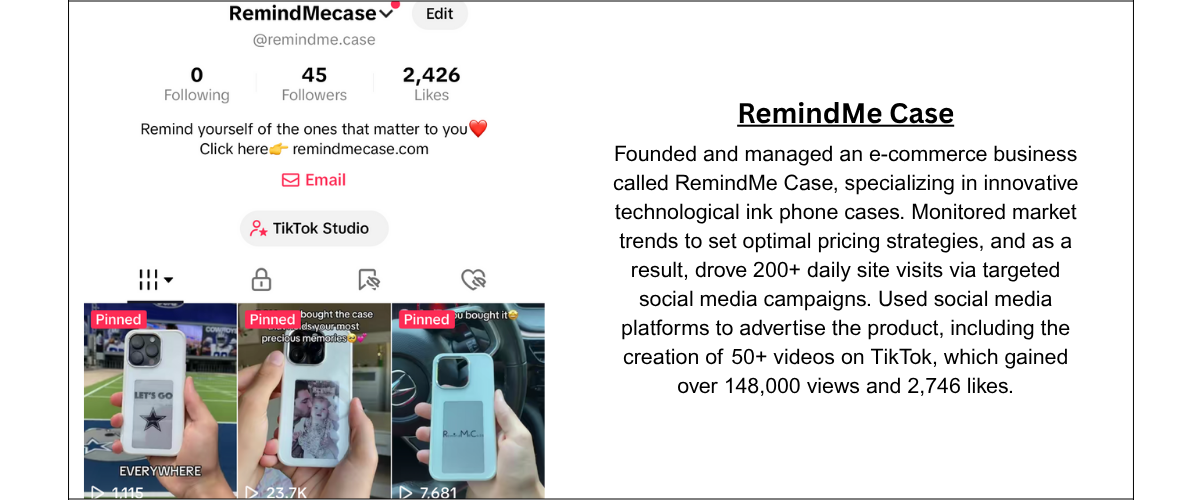 RemindMecase
Edit
@remindme.case
0
Following
45
Followers
2,426
Likes
Remind yourself of the ones that matter to you❤️
Click here👉 remindmecase.com
Email
TikTok Studio
Pinned
COWBOYS
LET'S GO
EVERYWHERE
1,115
Pinned
bought the case
your most
precious memories🥹💕
23.7K
Pinned
you bought it
7,681
RemindMe Case
Founded and managed an e-commerce business
called RemindMe Case, specializing in innovative
technological ink phone cases. Monitored market
trends to set optimal pricing strategies, and as a
result, drove 200+ daily site visits via targeted
social media campaigns. Used social media
platforms to advertise the product, including the
creation of 50+ videos on TikTok, which gained
over 148,000 views and 2,746 likes.